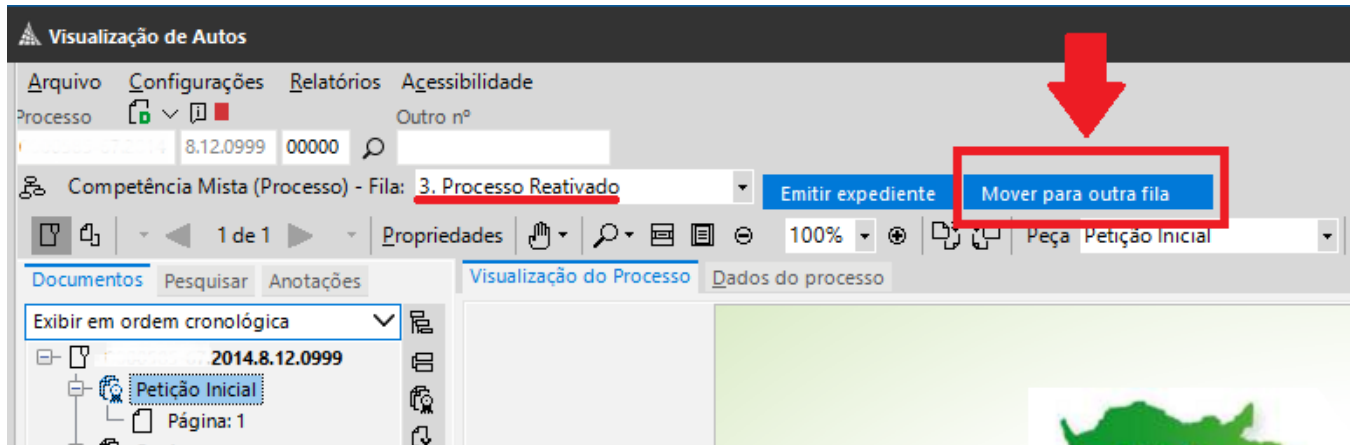 Visualização de Autos
Arquivo Configurações Relatórios Acessibilidade
Processo Outro nº
8.12.0999 00000
Competência Mista (Processo) - Fila: 3. Processo Reativado Emitir expediente Mover para outra fila
1 de 1 Propriedades 100% Peça Petição Inicial
Documentos Pesquisar Anotações Visualização do Processo Dados do processo
Exibir em ordem cronológica
.2014.8.12.0999
Petição Inicial
Página: 1